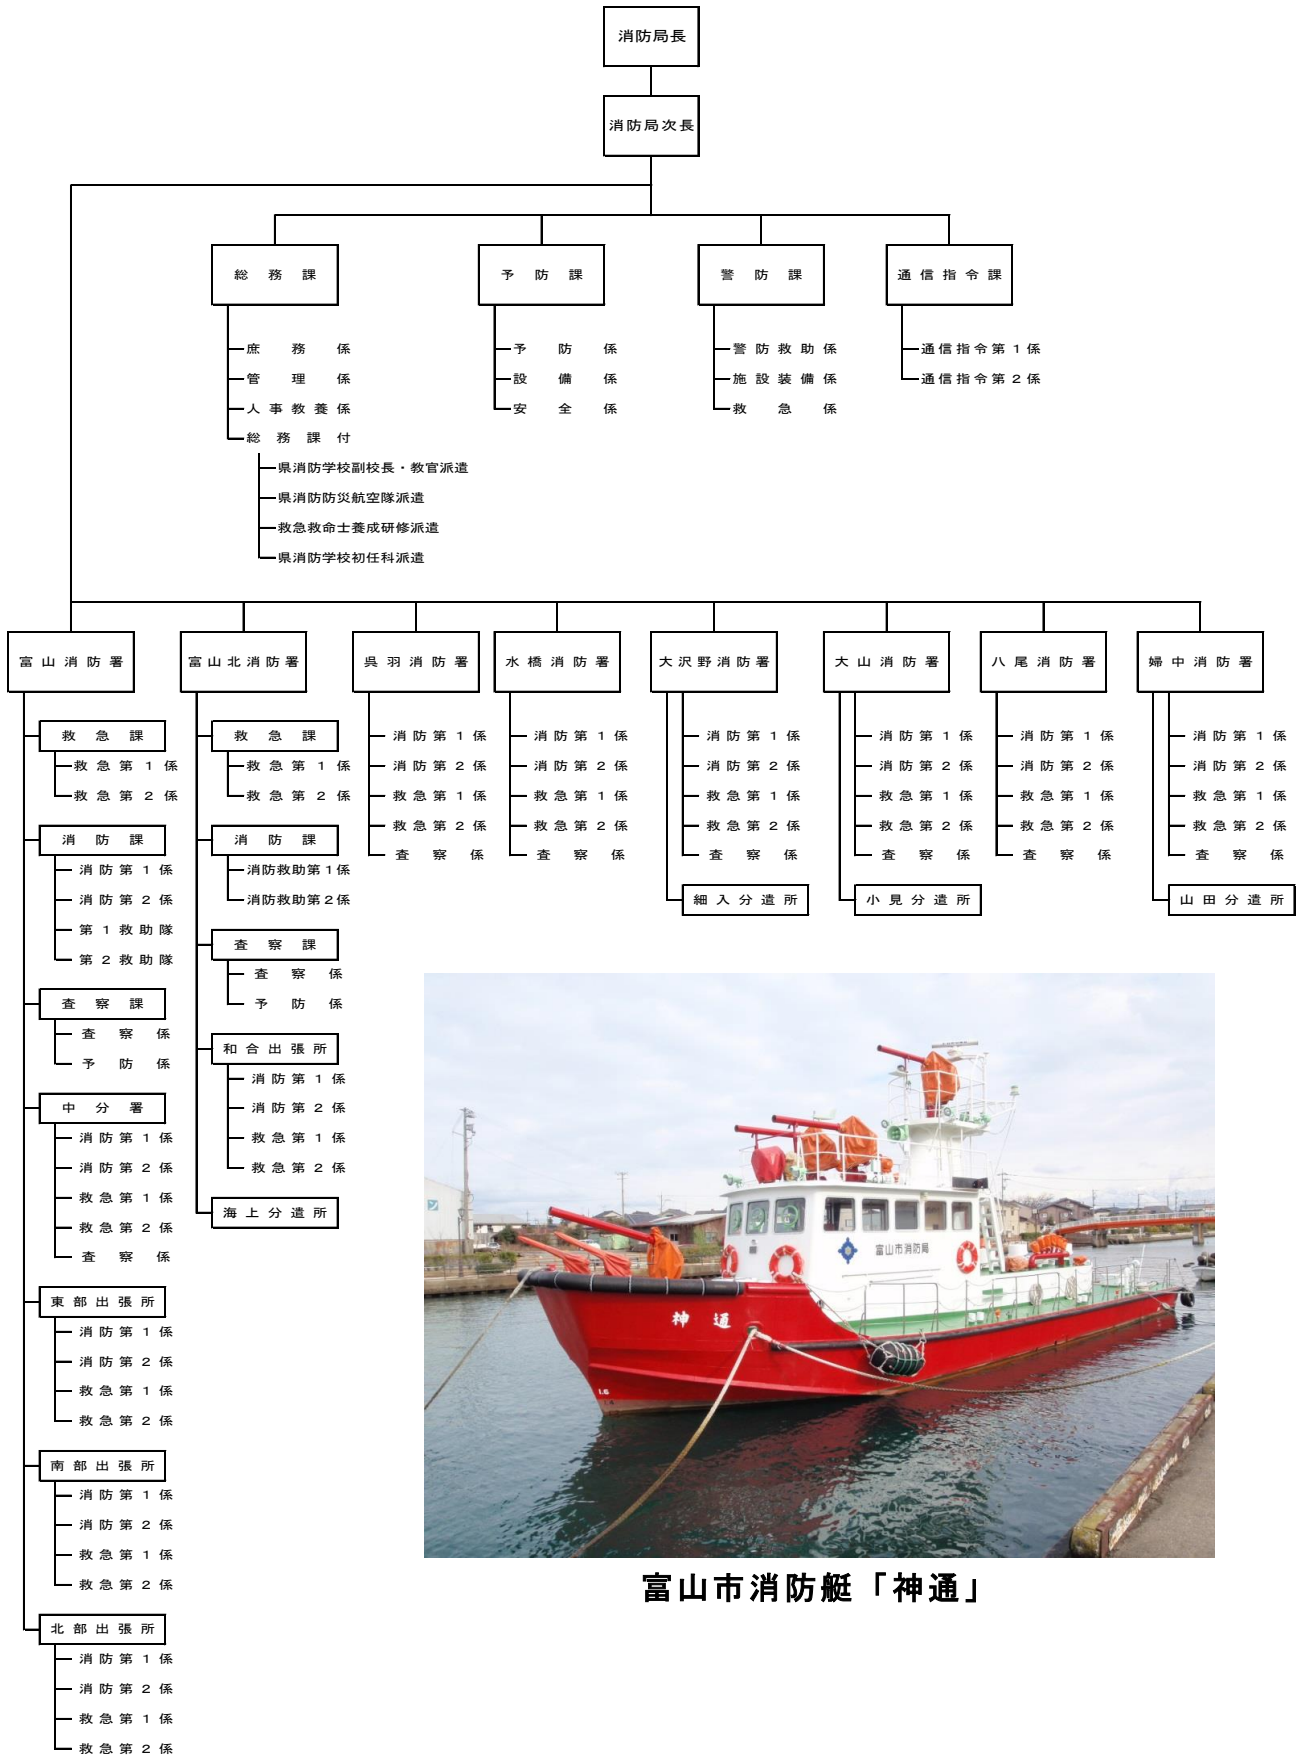 消防局長
消防局次長
総務課
庶務係
管理係
人事教養係
総務課付
県消防学校副校長・教官派遣
県消防防災航空隊派遣
救急救命士養成研修派遣
県消防学校初任科派遣
予防課
予防係
設備係
安全係
警防課
警防救助係
施設装備係
救急係
通信指令課
通信指令第1係
通信指令第2係
富山消防署
救急課
救急第1係
救急第2係
消防課
消防第1係
消防第2係
第1救助隊
第2救助隊
査察課
査察係
予防係
中分署
消防第1係
消防第2係
救急第1係
救急第2係
査察係
東部出張所
消防第1係
消防第2係
救急第1係
救急第2係
南部出張所
消防第1係
消防第2係
救急第1係
救急第2係
北部出張所
消防第1係
消防第2係
救急第1係
救急第2係
富山北消防署
救急課
救急第1係
救急第2係
消防課
消防救助第1係
消防救助第2係
査察課
査察係
予防係
和合出張所
消防第1係
消防第2係
救急第1係
救急第2係
海上分遣所
呉羽消防署
消防第1係
消防第2係
救急第1係
救急第2係
査察係
水橋消防署
消防第1係
消防第2係
救急第1係
救急第2係
査察係
大沢野消防署
消防第1係
消防第2係
救急第1係
救急第2係
査察係
細入分遣所
大山消防署
消防第1係
消防第2係
救急第1係
救急第2係
査察係
小見分遣所
八尾消防署
消防第1係
消防第2係
救急第1係
救急第2係
査察係
婦中消防署
消防第1係
消防第2係
救急第1係
救急第2係
査察係
山田分遣所
富山市消防局
神通
1.6
富山市消防艇「神通」